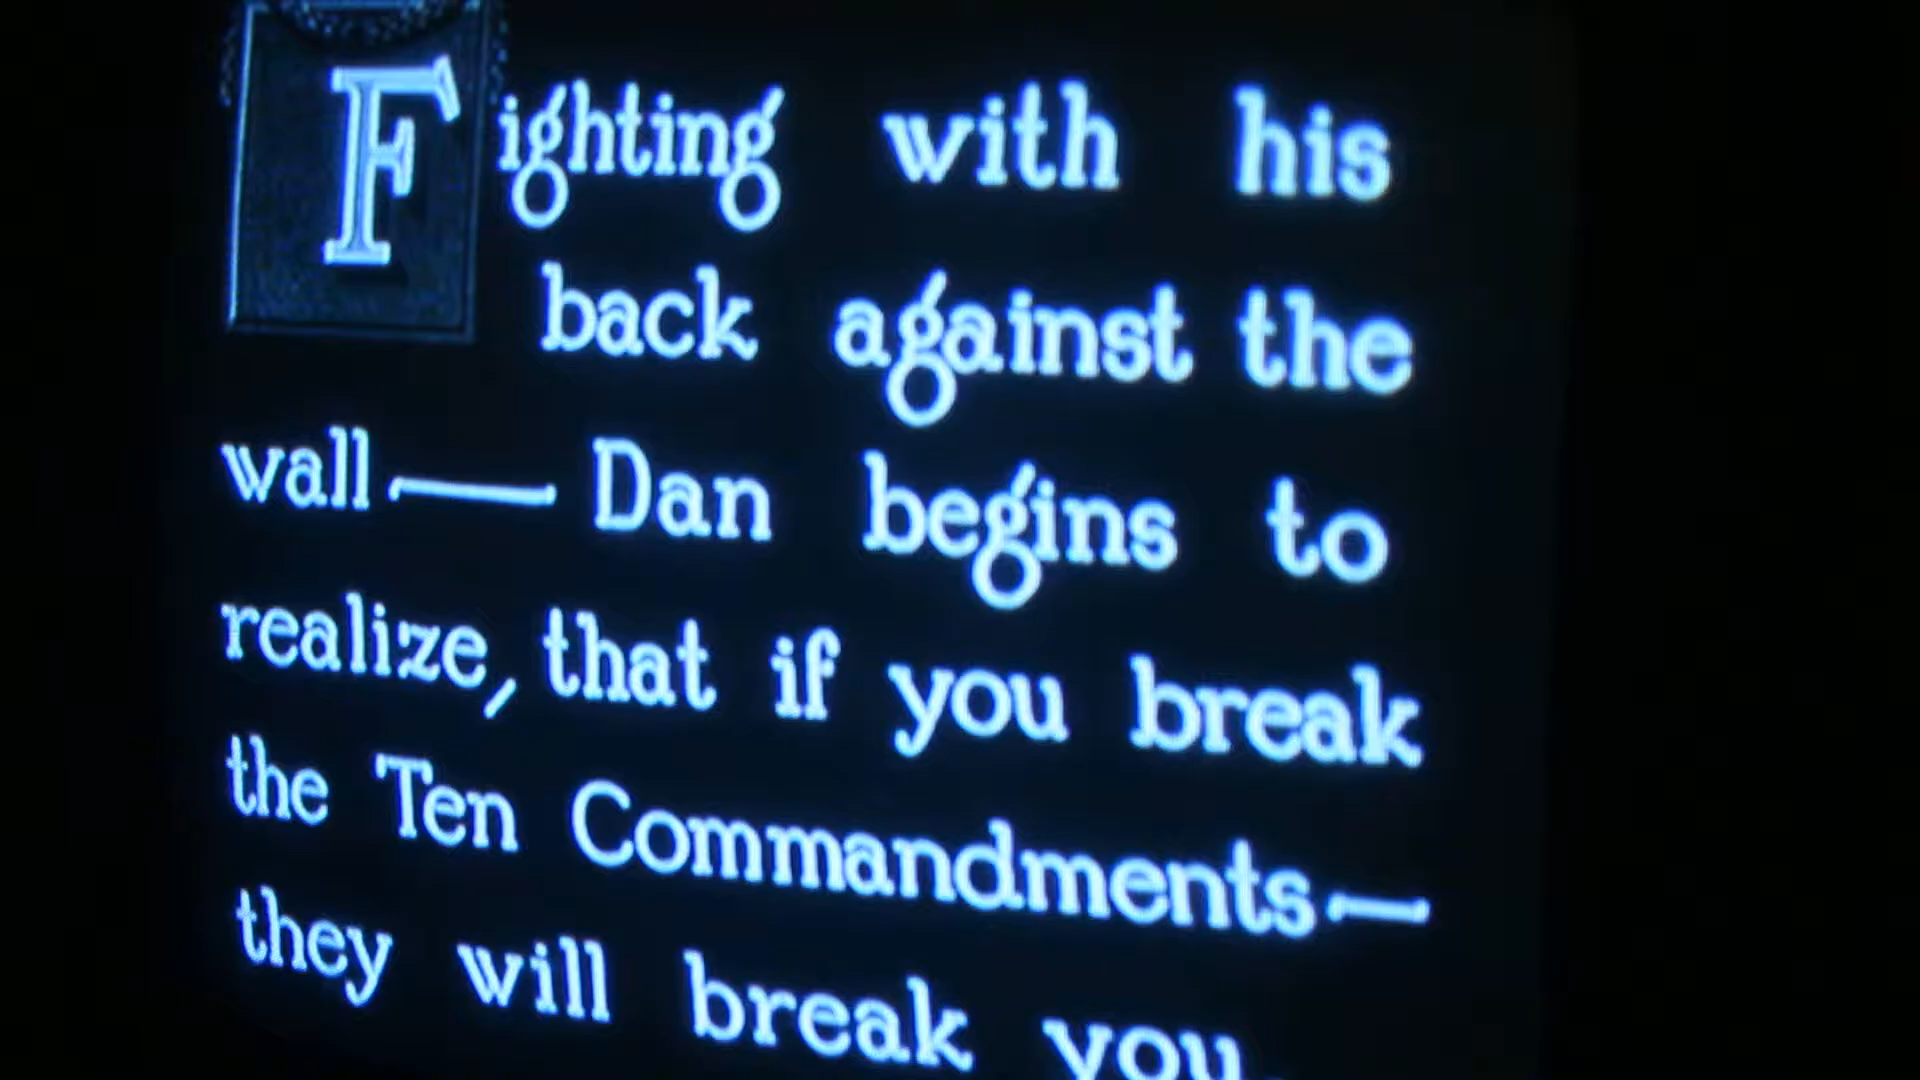 Fighting with his
back against the
wall — Dan begins to
realize, that if you break
the Ten Commandments —
they will break you.